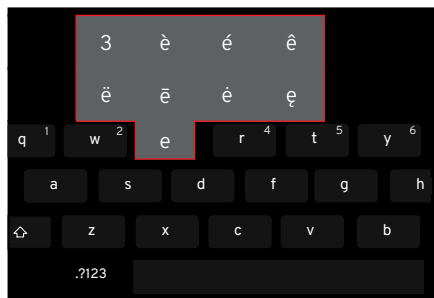 3 è é ê
ë ē ė ę
q 1 w 2 e r 4 t 5 y 6
a s d f g h
z x c v b
.?123